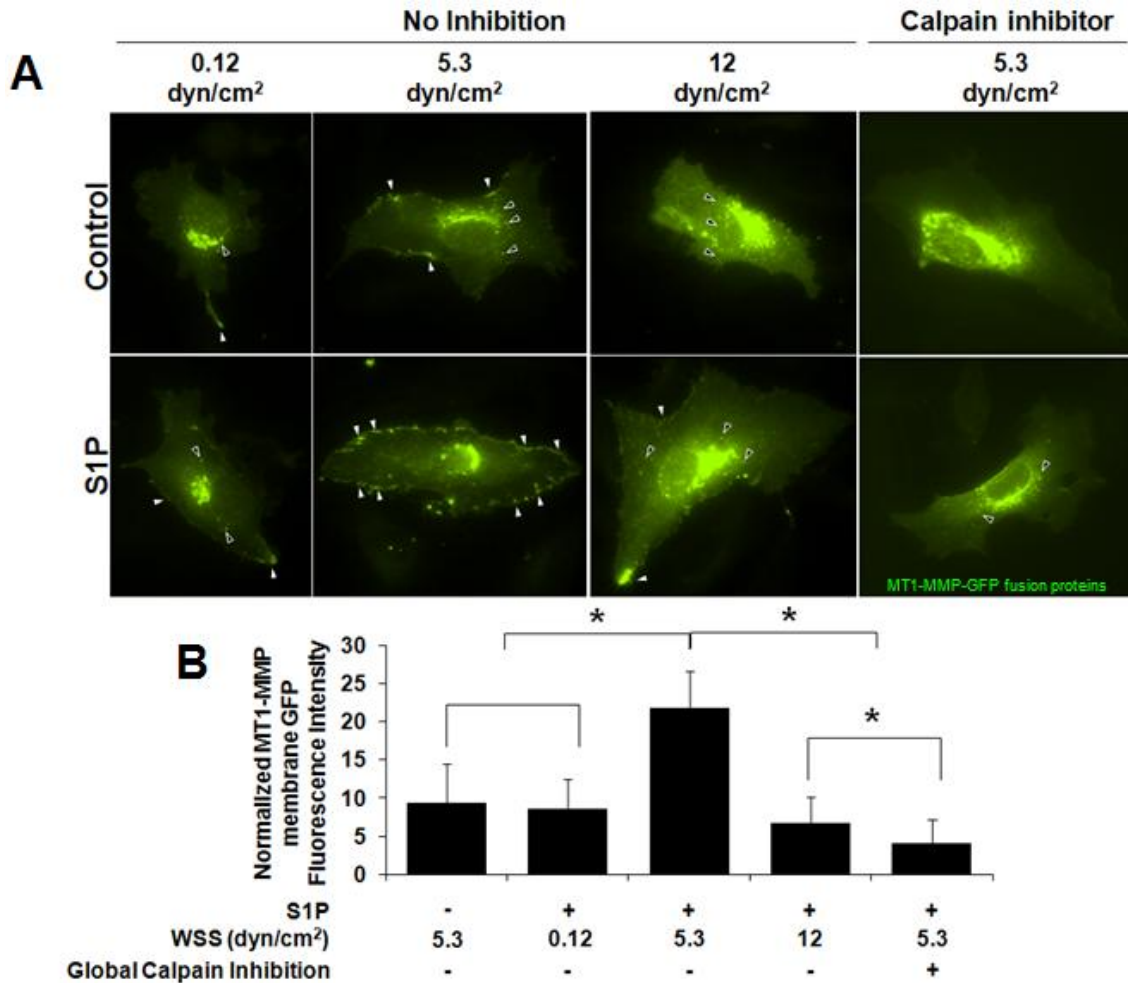 No Inhibition Calpain inhibitor
A
0.12 5.3 12 5.3
dyn/cm² dyn/cm² dyn/cm² dyn/cm²
Control
S1P
MT1-MMP-GFP fusion proteins
B
Normalized MT1-MMP
membrane GFP
Fluorescence Intensity
* *
*
30
25
20
15
10
5
0
S1P - + + + +
WSS (dyn/cm²) 5.3 0.12 5.3 12 5.3
Global Calpain Inhibition - - - - +